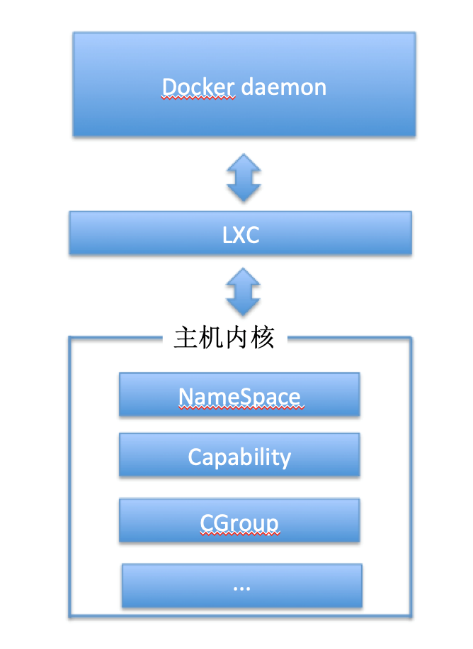 Docker daemon
LXC
主机内核
NameSpace
Capability
CGroup
...